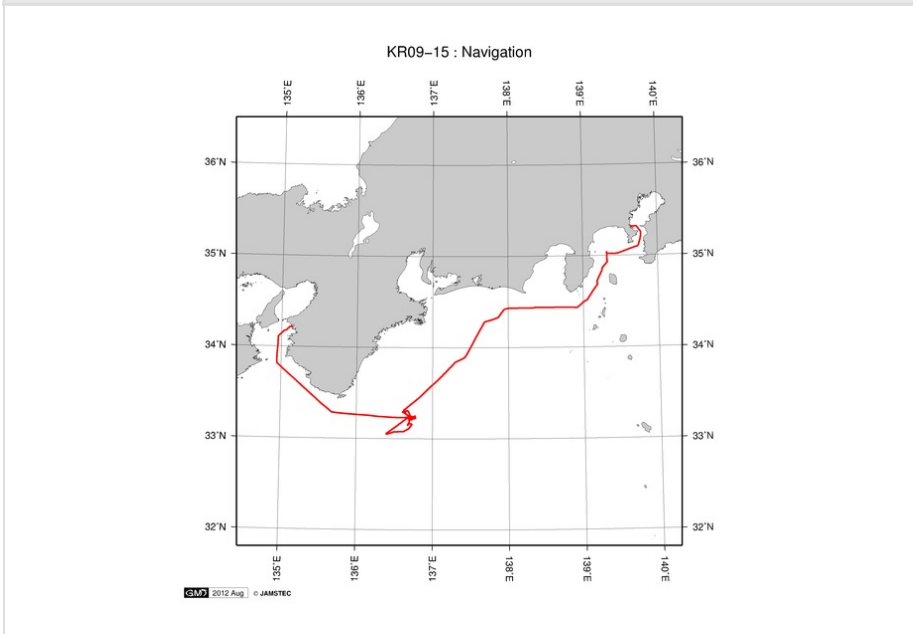 KR09−15 : Navigation
135˚E 136˚E 137˚E 138˚E 139˚E 140˚E
36˚N 36˚N
35˚N 35˚N
34˚N 34˚N
33˚N 33˚N
32˚N 32˚N
135˚E 136˚E 137˚E 138˚E 139˚E 140˚E
GMD 2012 Aug © JAMSTEC